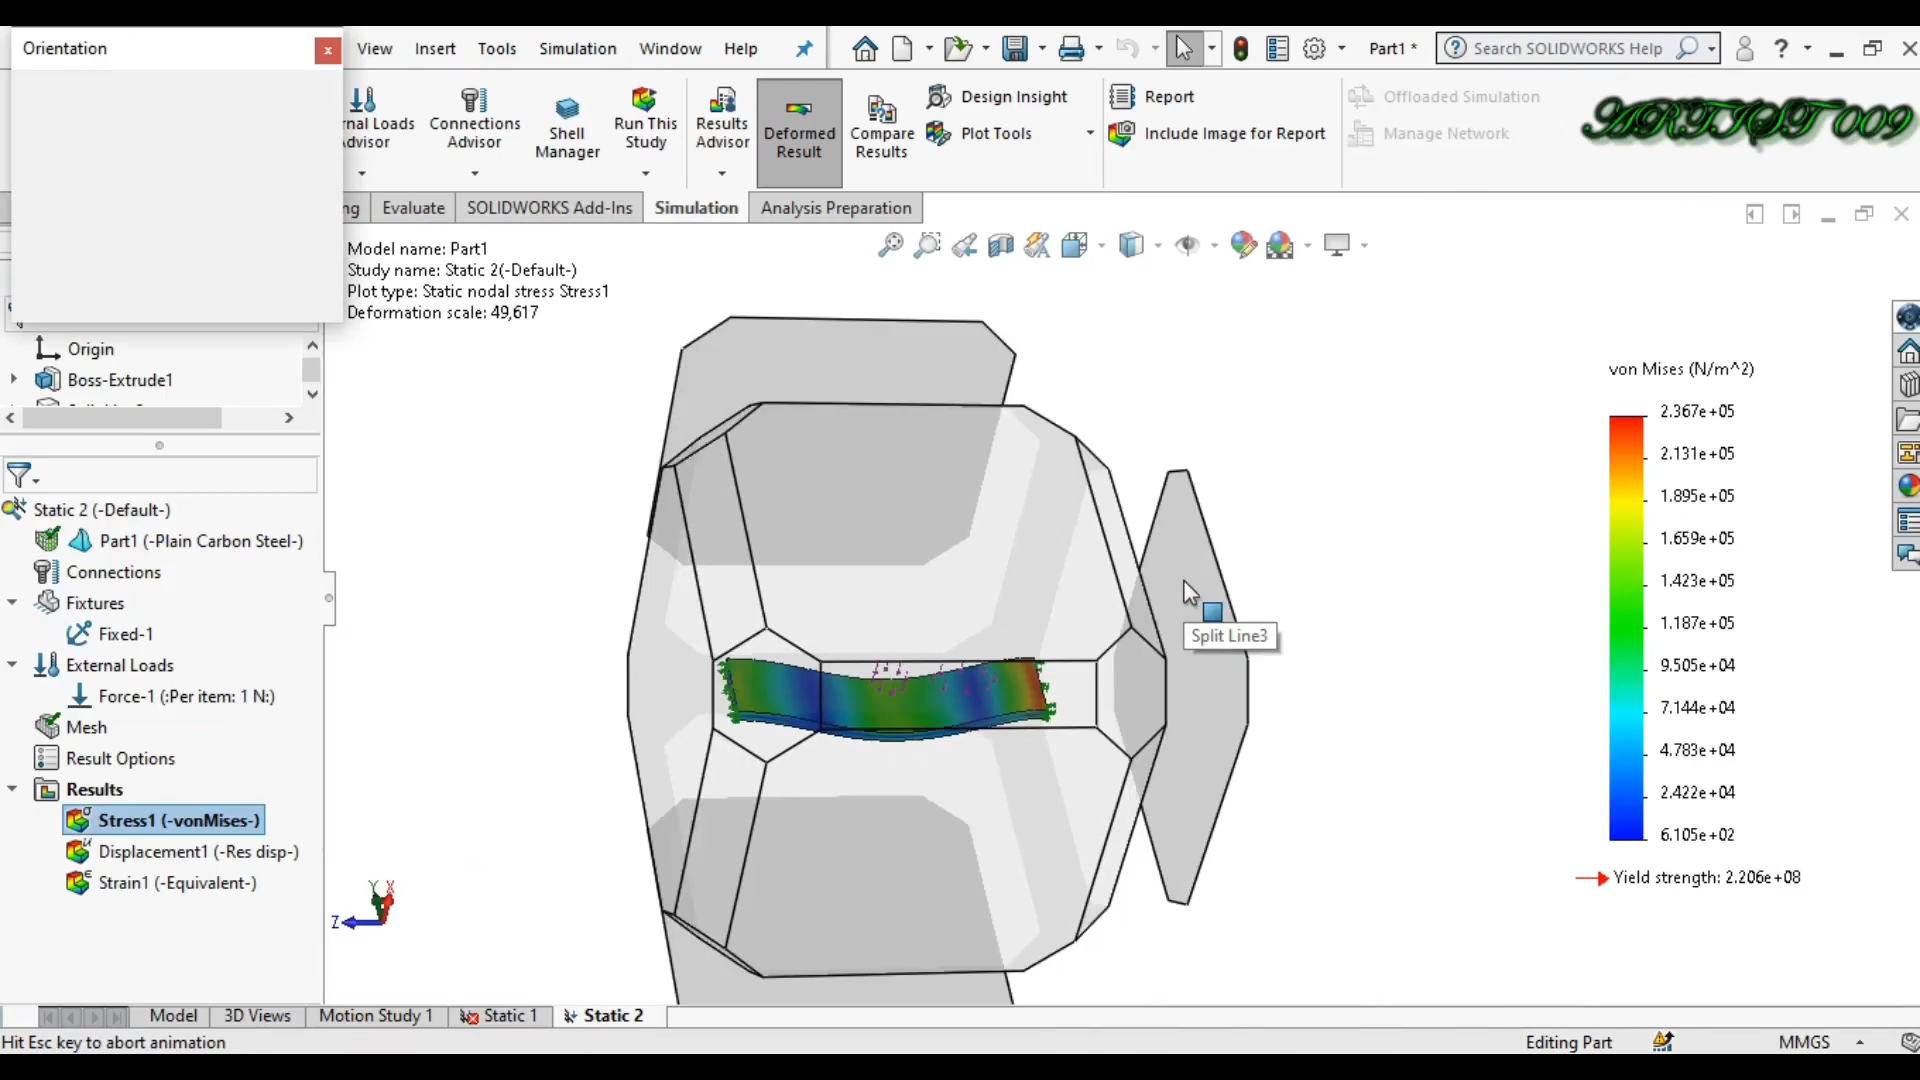 Orientation
x
View
Insert
Tools
Simulation
Window
Help
Part1 *
Search SOLIDWORKS Help
?
nal Loads
dvisor
Connections
Advisor
Shell
Manager
Run This
Study
Results
Advisor
Deformed
Result
Compare
Results
Design Insight
Plot Tools
Report
Include Image for Report
Offloaded Simulation
Manage Network
ARTIST 009
ng
Evaluate
SOLIDWORKS Add-Ins
Simulation
Analysis Preparation
Model name: Part1
Study name: Static 2(-Default-)
Plot type: Static nodal stress Stress1
Deformation scale: 49,617
Origin
Boss-Extrude1
Static 2 (-Default-)
Part1 (-Plain Carbon Steel-)
Connections
Fixtures
Fixed-1
External Loads
Force-1 (:Per item: 1 N:)
Mesh
Result Options
Results
Stress1 (-vonMises-)
Displacement1 (-Res disp-)
Strain1 (-Equivalent-)
Split Line3
von Mises (N/m^2)
2.367e+05
2.131e+05
1.895e+05
1.659e+05
1.423e+05
1.187e+05
9.505e+04
7.144e+04
4.783e+04
2.422e+04
6.105e+02
Yield strength: 2.206e+08
Y
X
Z
Model
3D Views
Motion Study 1
Static 1
Static 2
Hit Esc key to abort animation
Editing Part
MMGS